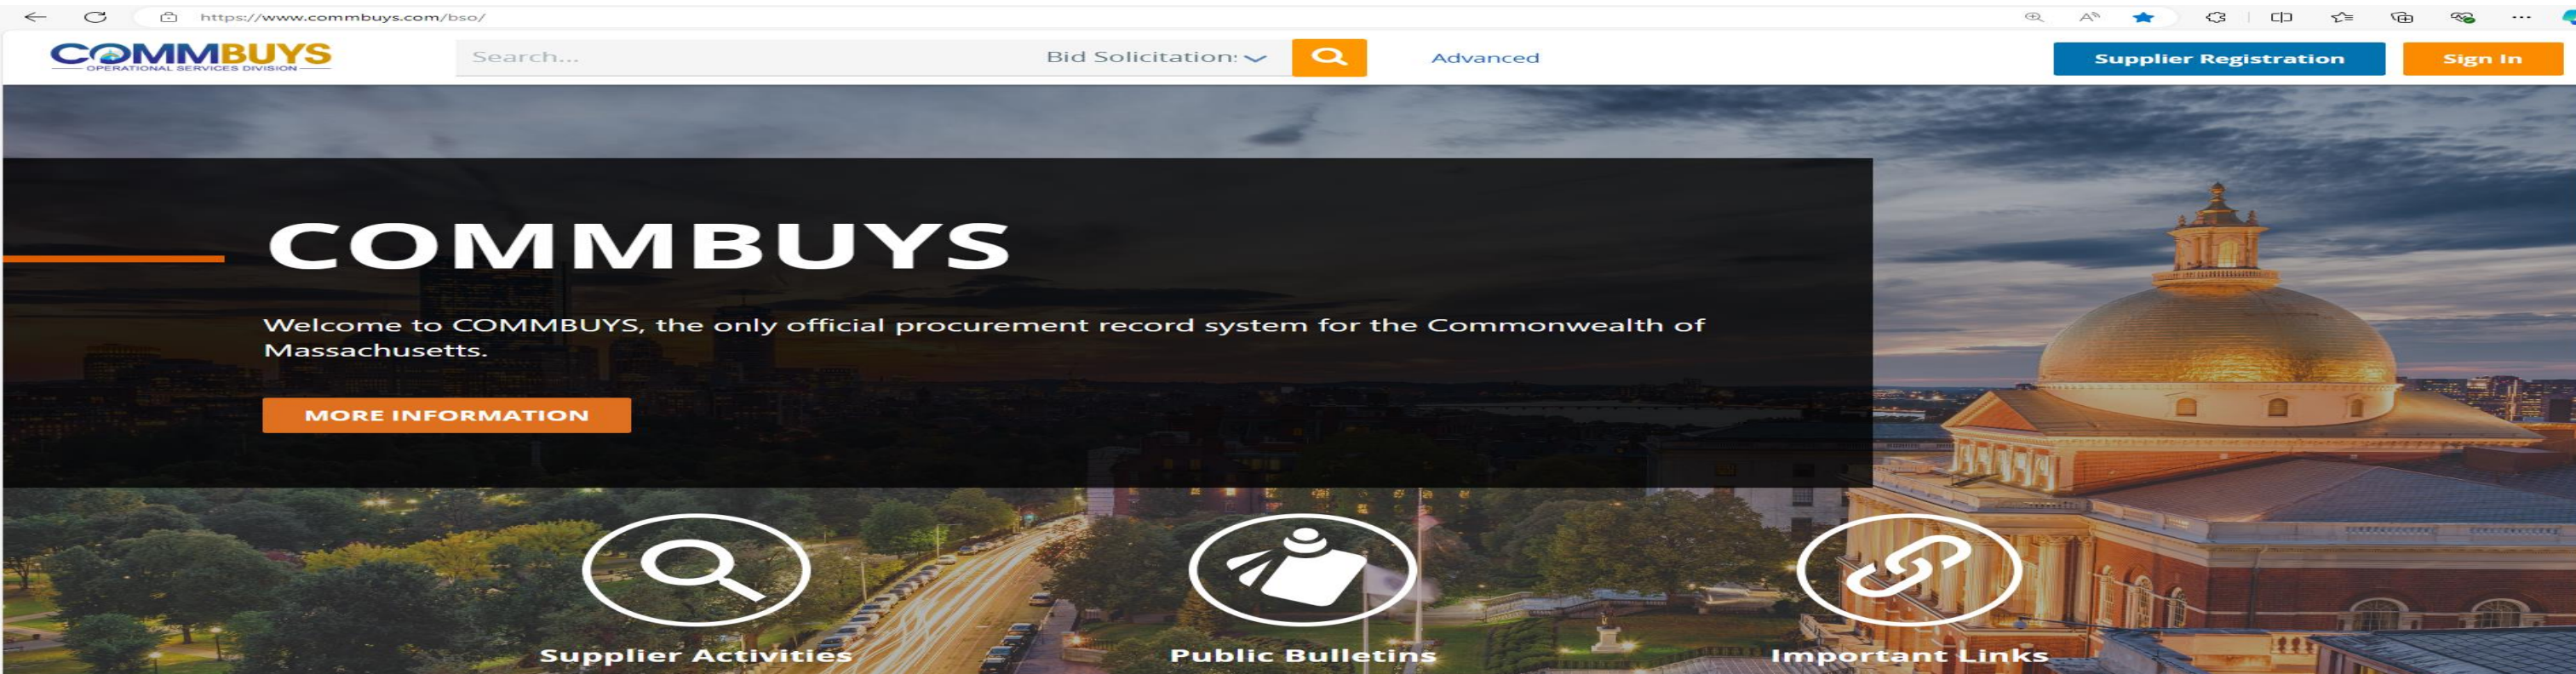 https://www.commbuys.com/bso/
COMMBUYS
OPERATIONAL SERVICES DIVISION
Search...
Bid Solicitation:
Advanced
Supplier Registration
Sign In
COMMBUYS
Welcome to COMMBUYS, the only official procurement record system for the Commonwealth of
Massachusetts.
MORE INFORMATION
Supplier Activities
Public Bulletins
Important Links